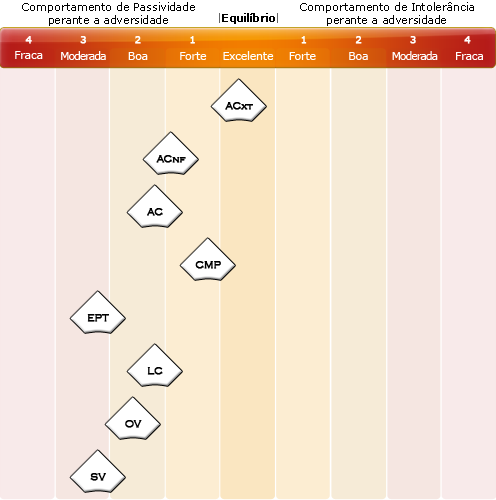 Comportamento de Passividade
perante a adversidade
|Equilíbrio|
Comportamento de Intolerância
perante a adversidade
4 3 2 1 1 2 3 4
Fraca Moderada Boa Forte Excelente Forte Boa Moderada Fraca
ACXT
ACNF
AC
CMP
EPT
LC
OV
SV